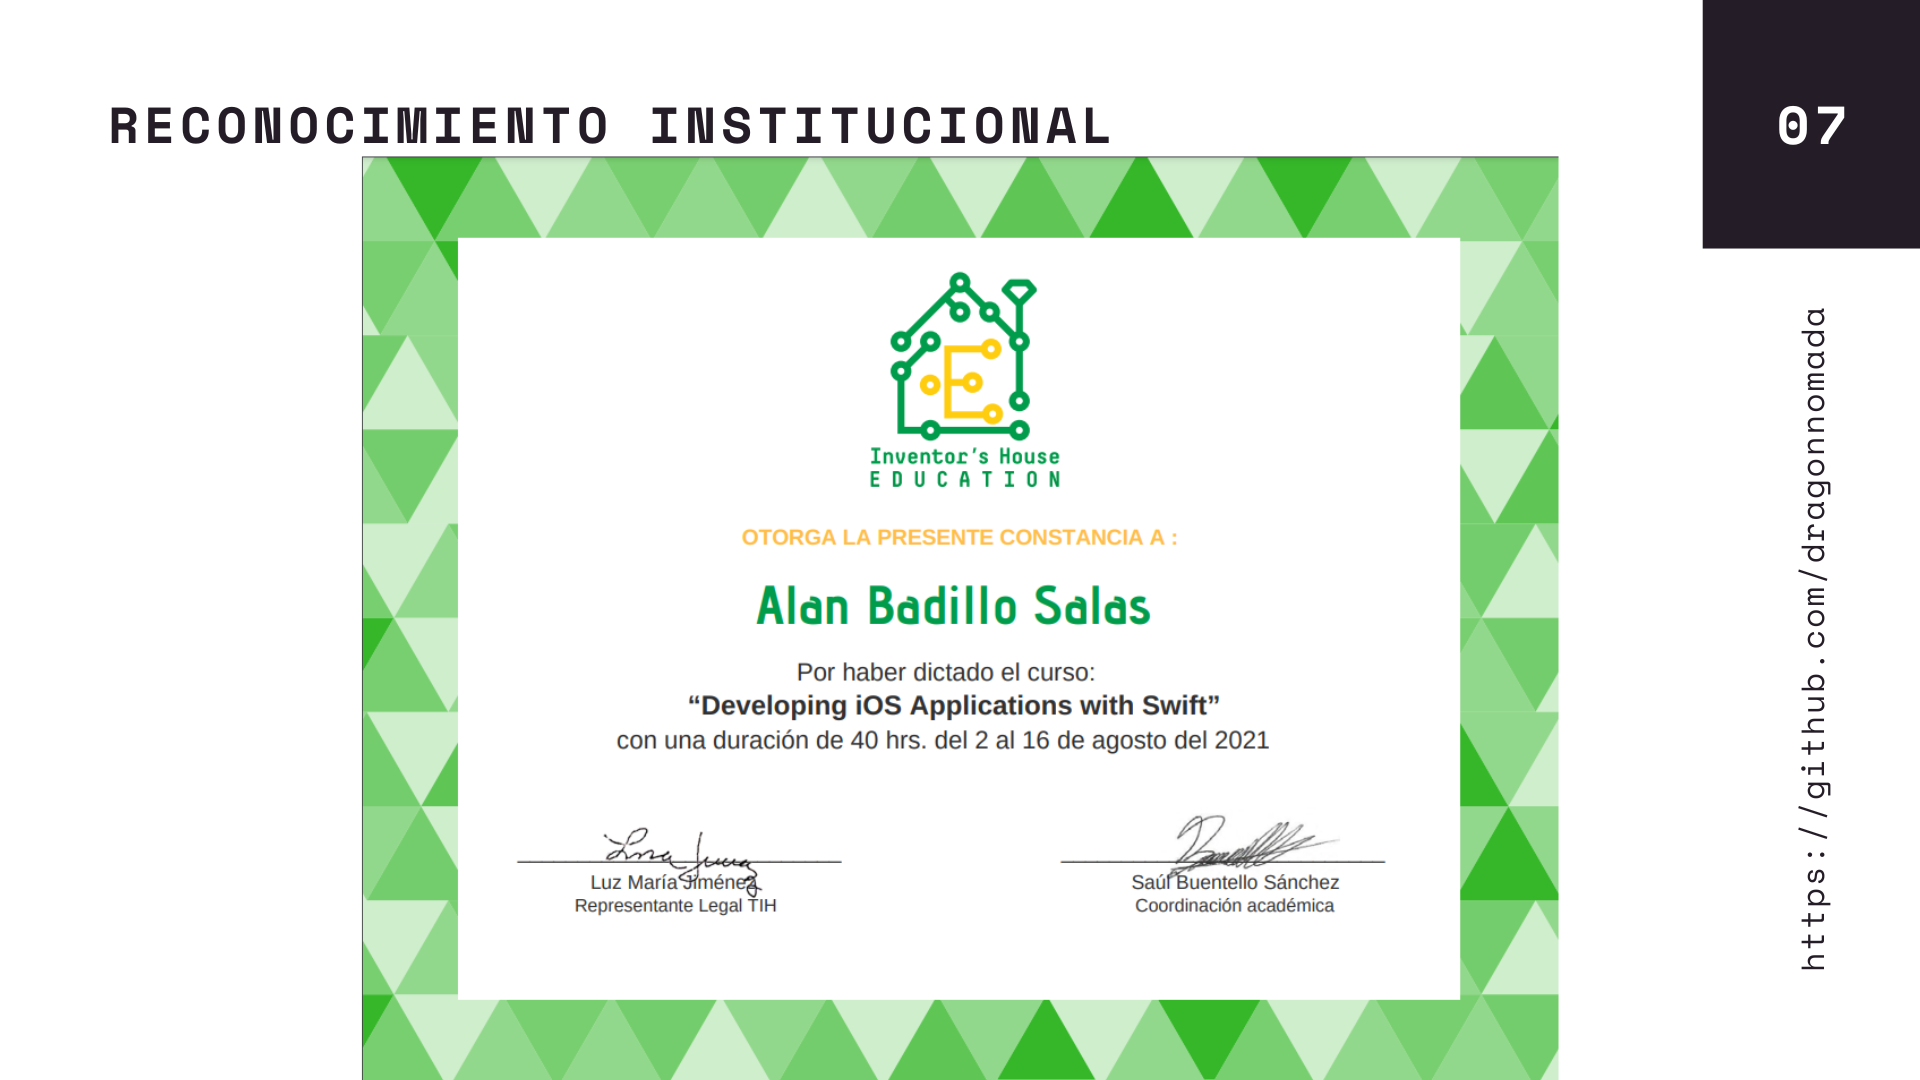 RECONOCIMIENTO INSTITUCIONAL
07
Inventor's House
EDUCATION
OTORGA LA PRESENTE CONSTANCIA A :
Alan Badillo Salas
Por haber dictado el curso:
“Developing iOS Applications with Swift”
con una duración de 40 hrs. del 2 al 16 de agosto del 2021
Luz María Jiménez
Representante Legal TIH
Saúl Buentello Sánchez
Coordinación académica
https://github.com/dragonnomada